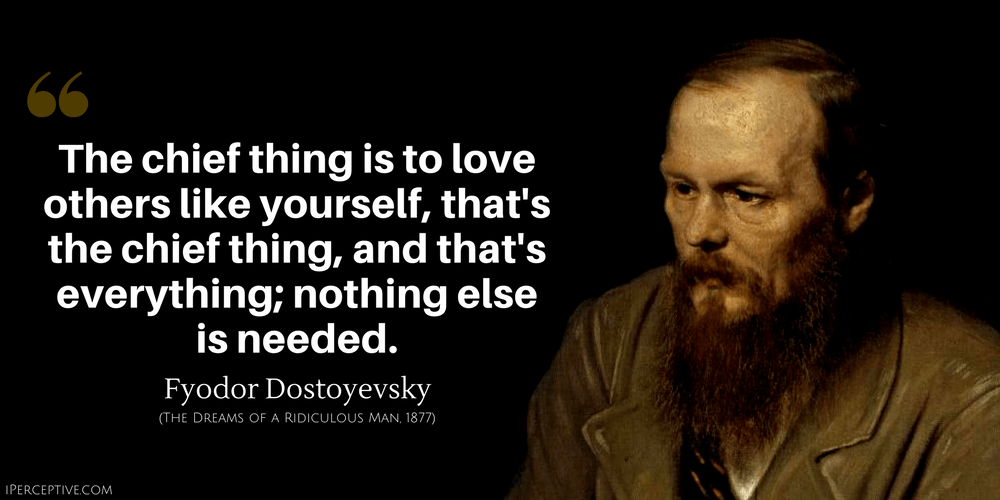 The chief thing is to love
others like yourself, that's
the chief thing, and that's
everything; nothing else
is needed.
Fyodor Dostoyevsky
(The Dreams of a Ridiculous Man, 1877)
iPerceptive.com